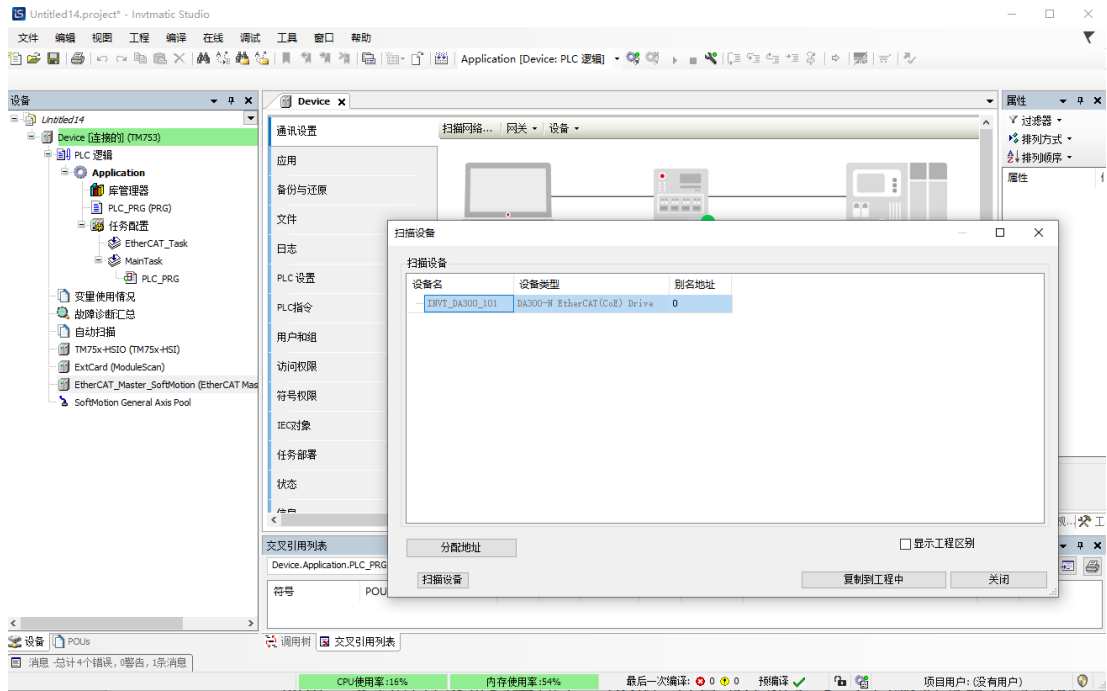 Untitled14.project* - Invtmatic Studio
文件 编辑 视图 工程 编译 在线 调试 工具 窗口 帮助
Application [Device: PLC 逻辑]
设备
Untitled14
Device [连接的] (TM753)
PLC 逻辑
Application
库管理器
PLC_PRG (PRG)
任务配置
EtherCAT_Task
MainTask
PLC_PRG
变量使用情况
故障诊断汇总
自动扫描
TM75x-HSIO (TM75x-HSI)
ExtCard (ModuleScan)
EtherCAT_Master_SoftMotion (EtherCAT Mas
SoftMotion General Axis Pool
设备 POUs
Device
通讯设置
应用
备份与还原
文件
日志
PLC 设置
PLC指令
用户和组
访问权限
符号权限
IEC对象
任务部署
状态
信息
扫描网络... 网关 设备
属性
过滤器
排列方式
排列顺序
属性
扫描设备
扫描设备
设备名 设备类型 别名地址
INVT_DA300_101 DA300-N EtherCAT(CoE) Drive 0
分配地址
显示工程区别
扫描设备
复制到工程中 关闭
交叉引用列表
Device.Application.PLC_PRG
符号 POU
调用树 交叉引用列表
消息 -总计4个错误, 0警告, 1条消息
CPU使用率:16% 内存使用率:54% 最后一次编译: 0 0 预编译 项目用户: (没有用户)